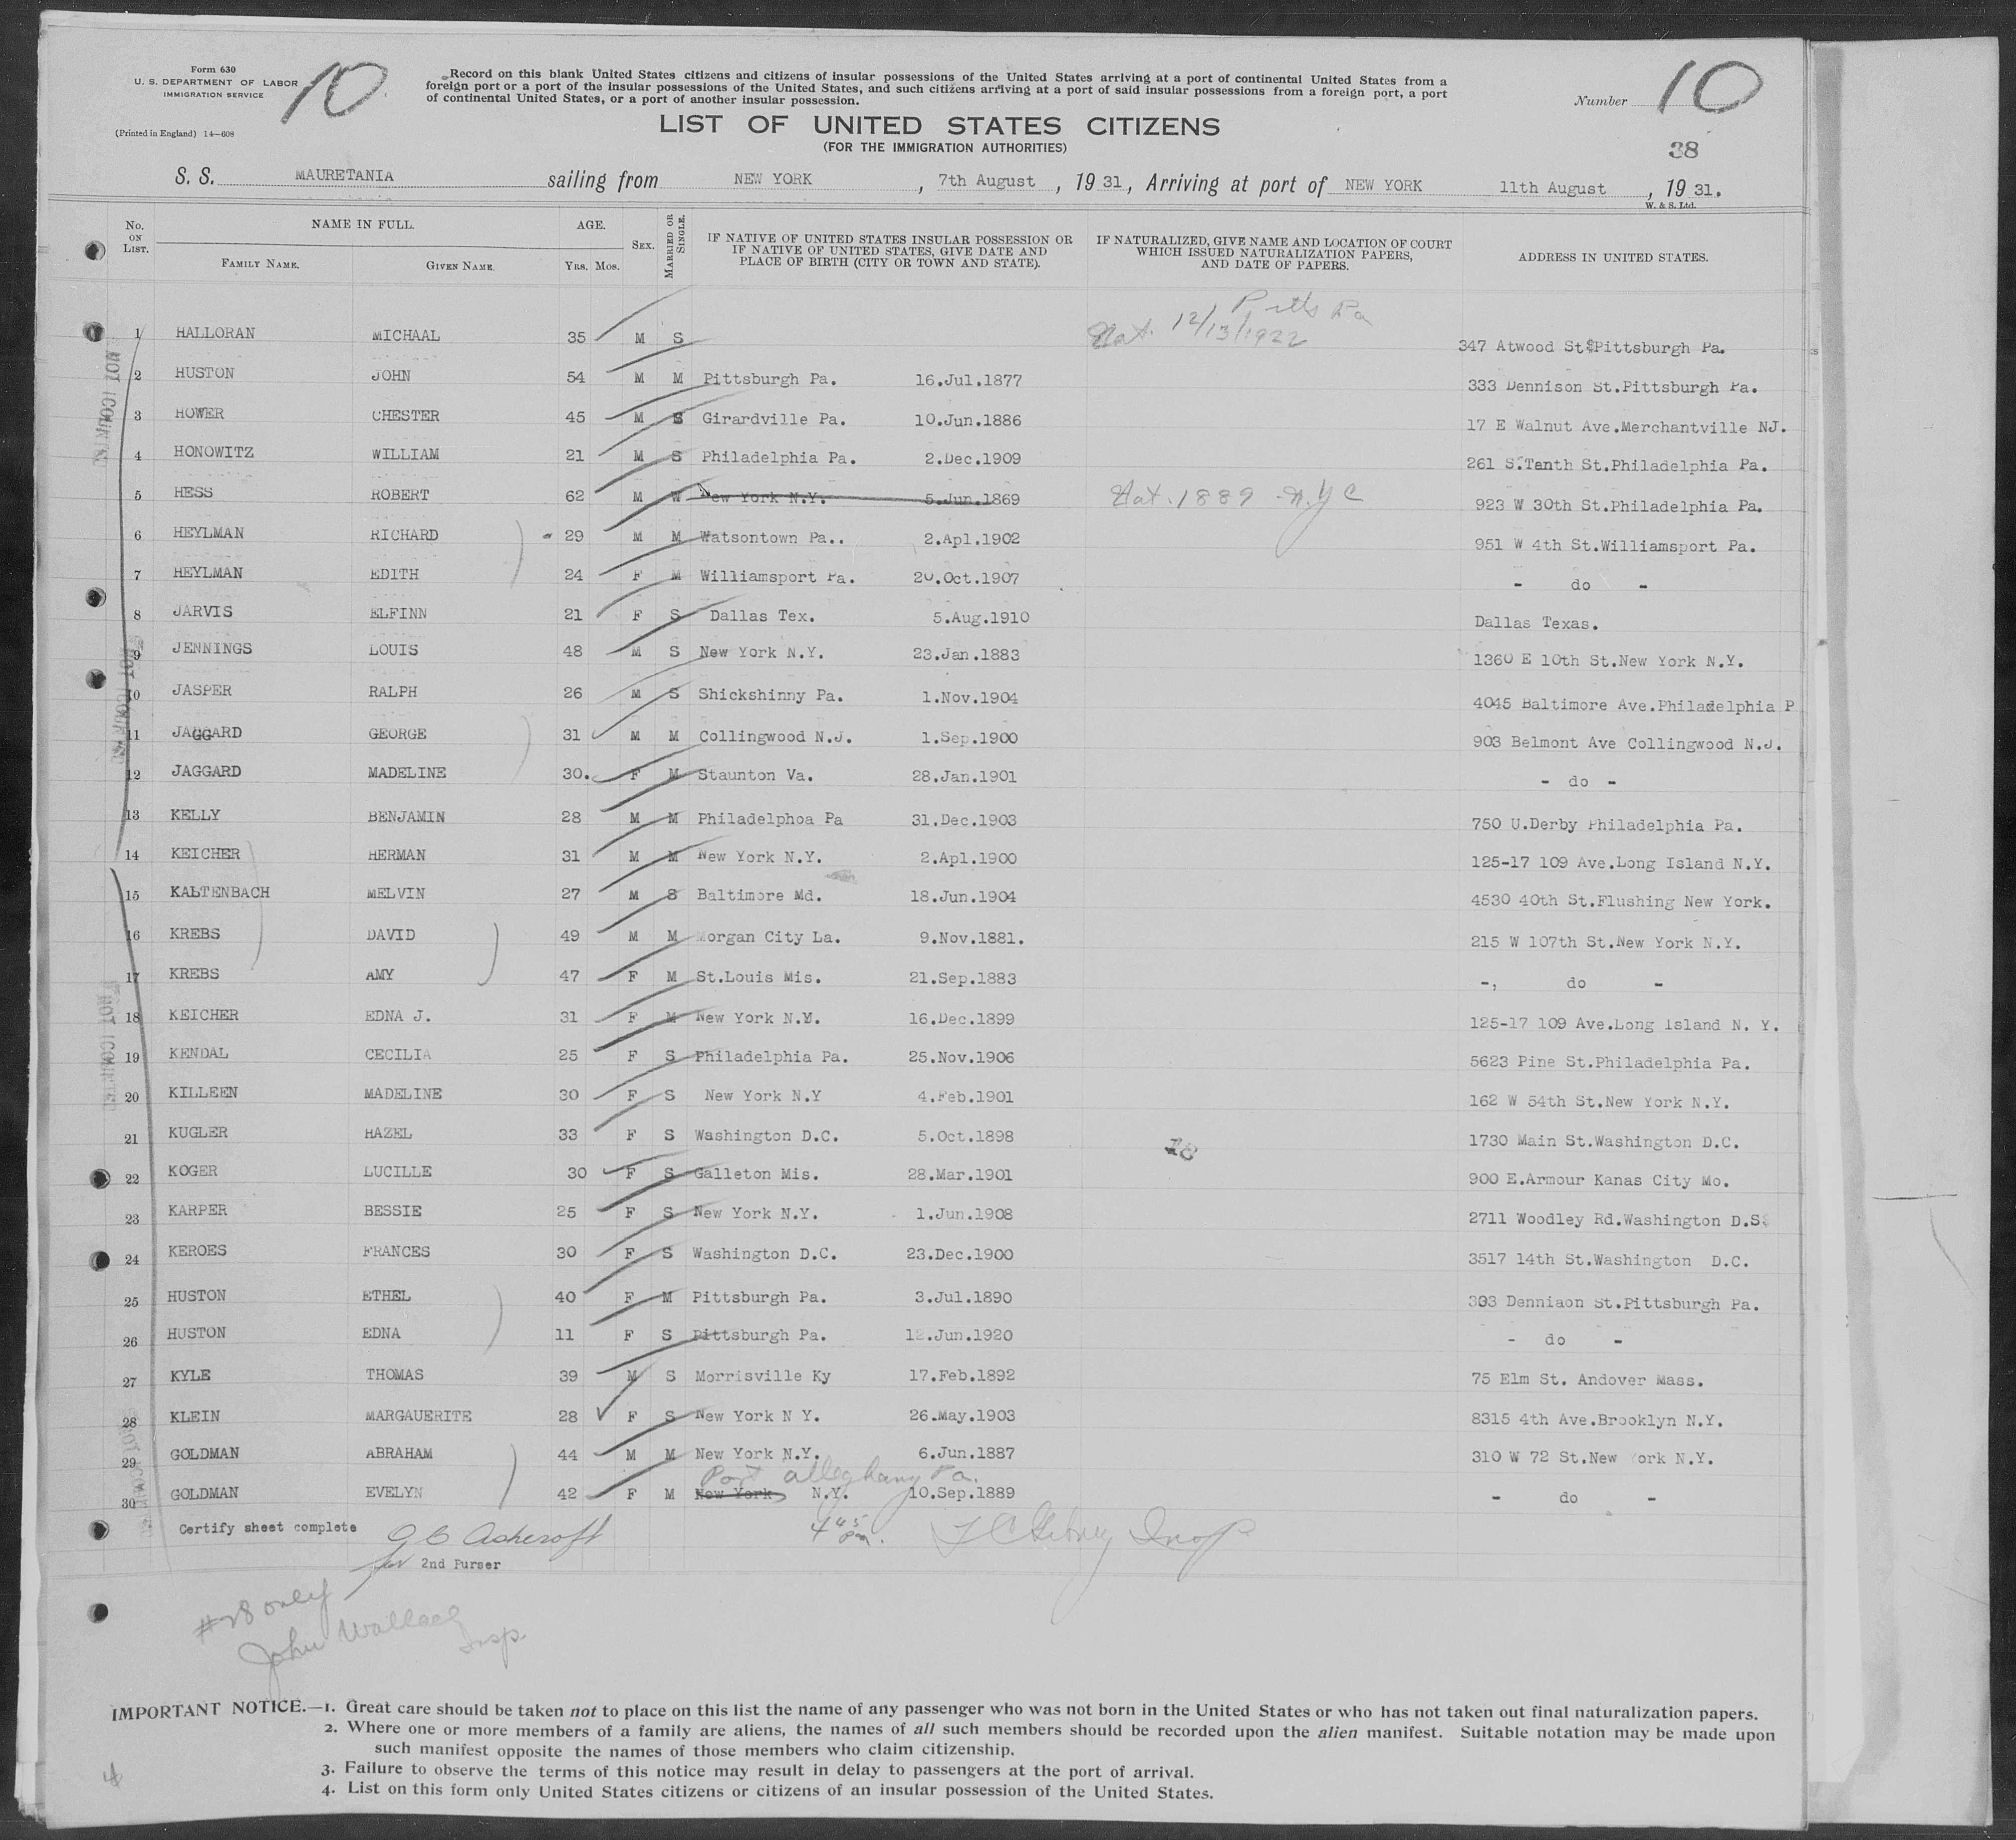 Form 630
U. S. DEPARTMENT OF LABOR
IMMIGRATION SERVICE
(Printed in England) 14—608
10
Record on this blank United States citizens and citizens of insular possessions of the United States arriving at a port of continental United States from a
foreign port or a port of the insular possessions of the United States, and such citizens arriving at a port of said insular possessions from a foreign port, a port
of continental United States, or a port of another insular possession.
Number 10
LIST OF UNITED STATES CITIZENS
(FOR THE IMMIGRATION AUTHORITIES)
38
S. S. MAURETANIA sailing from NEW YORK, 7th August, 19 31, Arriving at port of NEW YORK 11th August, 19 31.
W. & S. Ltd.
No. ON LIST. NAME IN FULL. FAMILY NAME. GIVEN NAME. AGE. YRS. MOS. SEX. MARRIED OR SINGLE. IF NATIVE OF UNITED STATES INSULAR POSSESSION OR IF NATIVE OF UNITED STATES, GIVE DATE AND PLACE OF BIRTH (CITY OR TOWN AND STATE). IF NATURALIZED, GIVE NAME AND LOCATION OF COURT WHICH ISSUED NATURALIZATION PAPERS, AND DATE OF PAPERS. ADDRESS IN UNITED STATES.
1 HALLORAN MICHAAL 35 M S Nat. 12/13/1922 Pitts Pa 347 Atwood St Pittsburgh Pa.
2 HUSTON JOHN 54 M M Pittsburgh Pa. 16.Jul.1877 333 Dennison St.Pittsburgh Pa.
3 HOWER CHESTER 45 M S Girardville Pa. 10.Jun.1886 17 E Walnut Ave.Merchantville NJ.
4 HONOWITZ WILLIAM 21 M S Philadelphia Pa. 2.Dec.1909 261 S.Tanth St.Philadelphia Pa.
5 HESS ROBERT 62 M W New York N.Y. 5.Jun.1869 Nat. 1889 N.Y C 923 W 30th St.Philadelphia Pa.
6 HEYLMAN RICHARD 29 M M Watsontown Pa.. 2.Apl.1902 951 W 4th St.Williamsport Pa.
7 HEYLMAN EDITH 24 F M Williamsport Pa. 20.Oct.1907 - do -
8 JARVIS ELFINN 21 F S Dallas Tex. 5.Aug.1910 Dallas Texas.
9 JENNINGS LOUIS 48 M S New York N.Y. 23.Jan.1883 1360 E 10th St.New York N.Y.
10 JASPER RALPH 26 M S Shickshinny Pa. 1.Nov.1904 4045 Baltimore Ave.Philadelphia P
11 JAGGARD GEORGE 31 M M Collingwood N.J. 1.Sep.1900 903 Belmont Ave Collingwood N.J.
12 JAGGARD MADELINE 30. F M Staunton Va. 28.Jan.1901 - do -
13 KELLY BENJAMIN 28 M M Philadelphoa Pa 31.Dec.1903 750 U.Derby Philadelphia Pa.
14 KEICHER HERMAN 31 M M New York N.Y. 2.Apl.1900 125-17 109 Ave.Long Island N.Y.
15 KALTENBACH MELVIN 27 M S Baltimore Md. 18.Jun.1904 4530 40th St.Flushing New York.
16 KREBS DAVID 49 M M Morgan City La. 9.Nov.1881. 215 W 107th St.New York N.Y.
17 KREBS AMY 47 F M St.Louis Mis. 21.Sep.1883 -, do -
18 KEICHER EDNA J. 31 F M New York N.Y. 16.Dec.1899 125-17 109 Ave.Long Island N. Y.
19 KENDAL CECILIA 25 F S Philadelphia Pa. 25.Nov.1906 5623 Pine St.Philadelphia Pa.
20 KILLEEN MADELINE 30 F S New York N.Y 4.Feb.1901 162 W 54th St.New York N.Y.
21 KUGLER HAZEL 33 F S Washington D.C. 5.Oct.1898 18 1730 Main St.Washington D.C.
22 KOGER LUCILLE 30 F S Galleton Mis. 28.Mar.1901 900 E.Armour Kanas City Mo.
23 KARPER BESSIE 25 F S New York N.Y. 1.Jun.1908 2711 Woodley Rd.Washington D.S
24 KEROES FRANCES 30 F S Washington D.C. 23.Dec.1900 3517 14th St.Washington D.C.
25 HUSTON ETHEL 40 F M Pittsburgh Pa. 3.Jul.1890 303 Denniaon St.Pittsburgh Pa.
26 HUSTON EDNA 11 F S Pittsburgh Pa. 12.Jun.1920 - do -
27 KYLE THOMAS 39 M S Morrisville Ky 17.Feb.1892 75 Elm St. Andover Mass.
28 KLEIN MARGAUERITE 28 F S New York N Y. 26.May.1903 8315 4th Ave.Brooklyn N.Y.
29 GOLDMAN ABRAHAM 44 M M New York N.Y. 6.Jun.1887 310 W 72 St.New York N.Y.
Port alleghany Pa.
30 GOLDMAN EVELYN 42 F M New York N.Y. 10.Sep.1889 - do -
Certify sheet complete
Ashcroft
for 2nd Purser
4 45 pm.
Insp
#28 only
John Wallack
Insp.
IMPORTANT NOTICE.—1. Great care should be taken not to place on this list the name of any passenger who was not born in the United States or who has not taken out final naturalization papers.
2. Where one or more members of a family are aliens, the names of all such members should be recorded upon the alien manifest. Suitable notation may be made upon
such manifest opposite the names of those members who claim citizenship.
3. Failure to observe the terms of this notice may result in delay to passengers at the port of arrival.
4. List on this form only United States citizens or citizens of an insular possession of the United States.